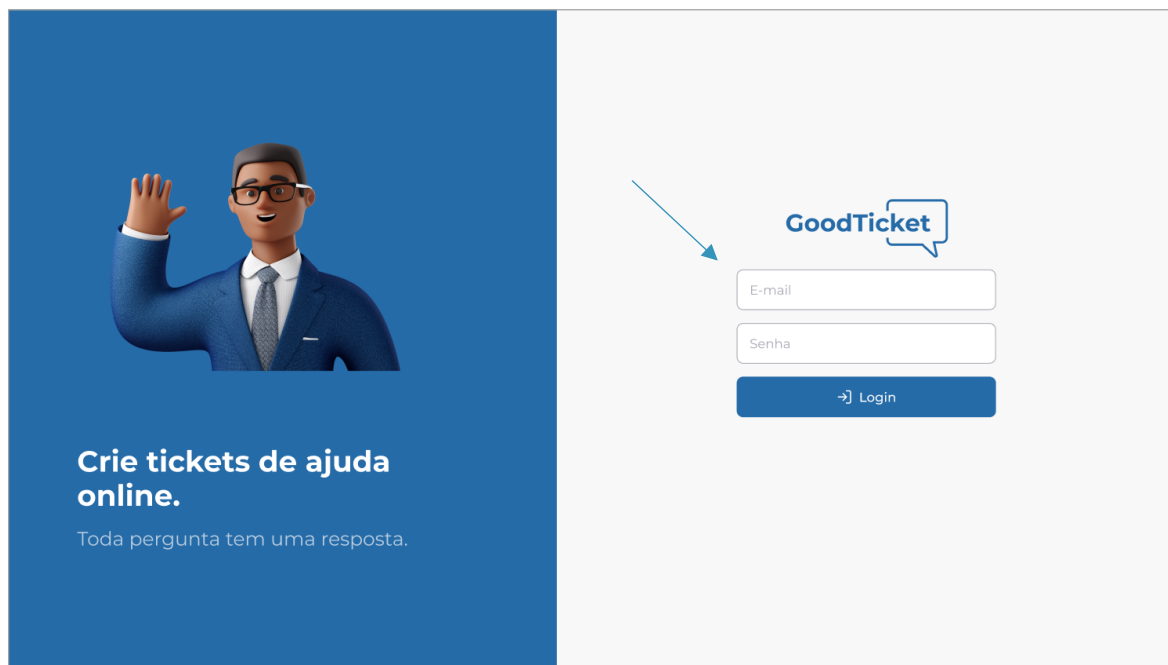 Crie tickets de ajuda
online.
Toda pergunta tem uma resposta.
GoodTicket
E-mail
Senha
Login